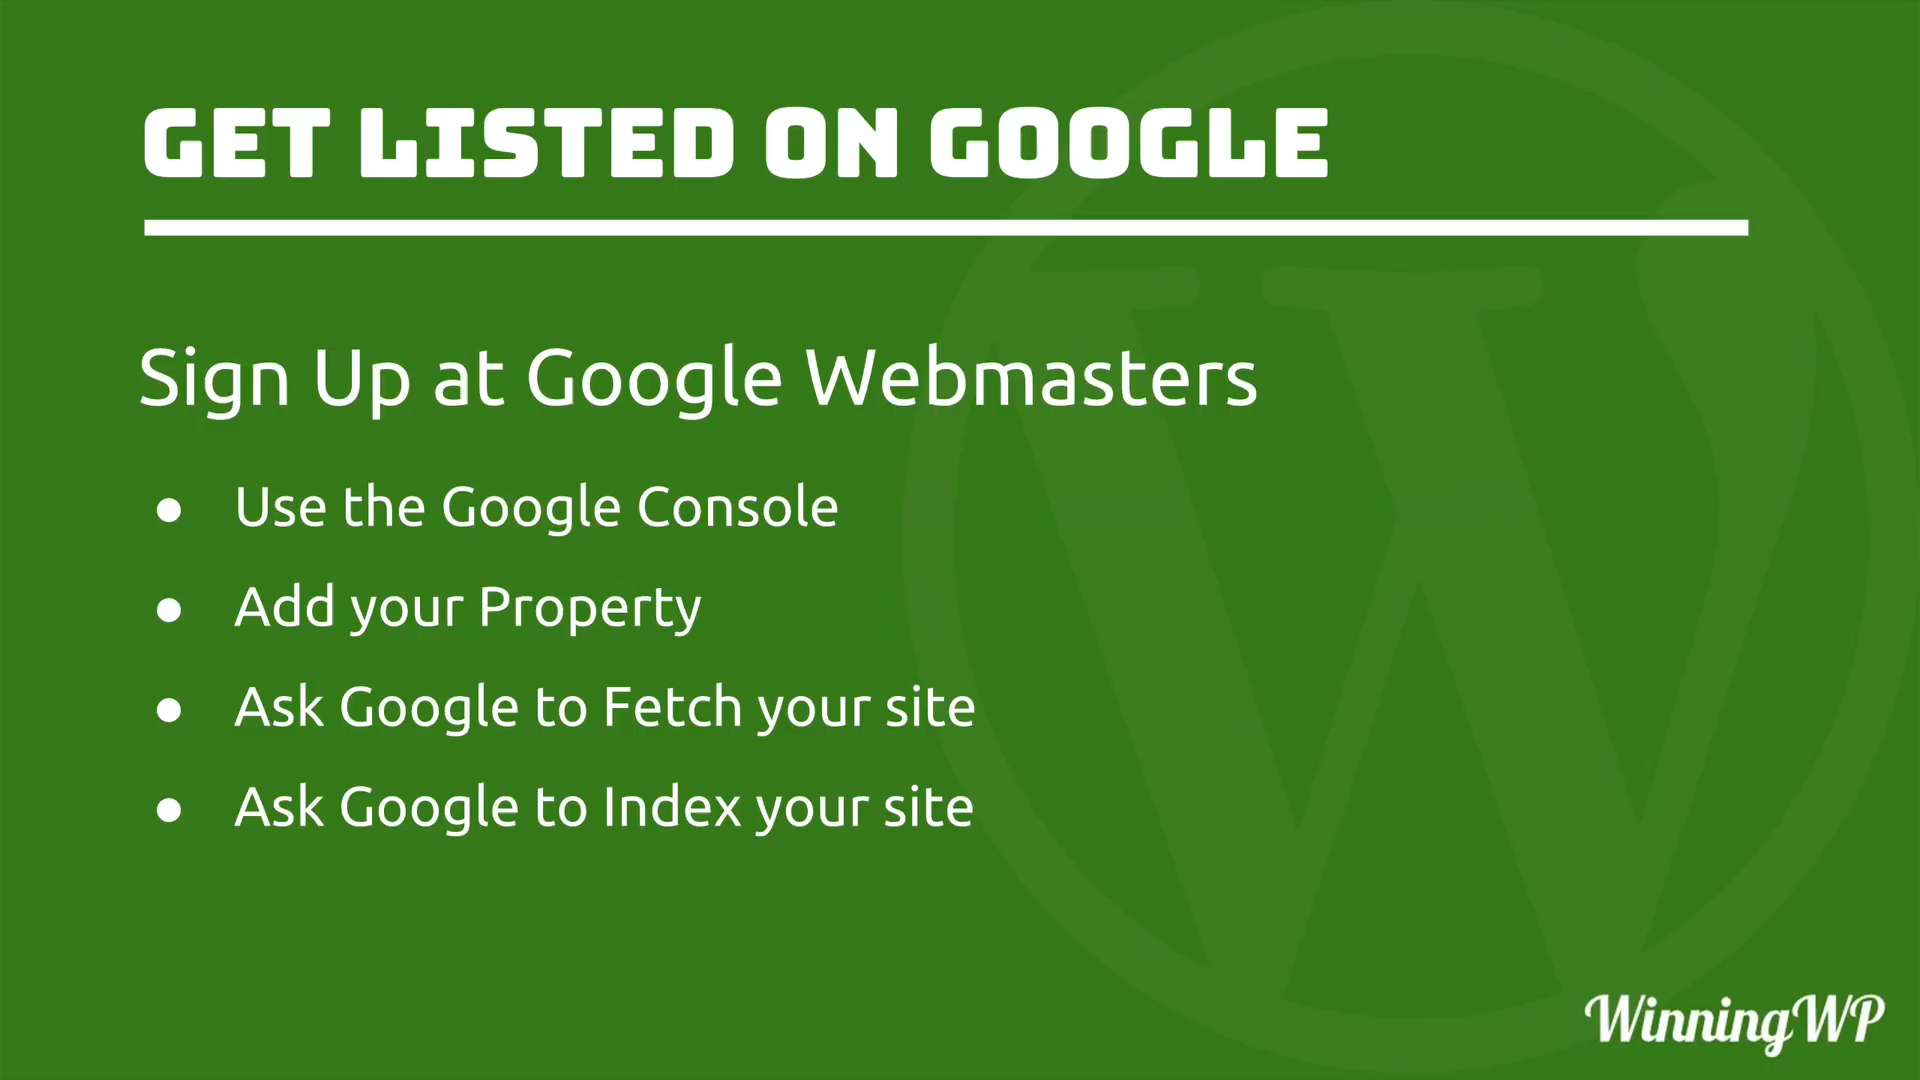 GET LISTED ON GOOGLE
Sign Up at Google Webmasters
● Use the Google Console
● Add your Property
● Ask Google to Fetch your site
● Ask Google to Index your site
WinningWP